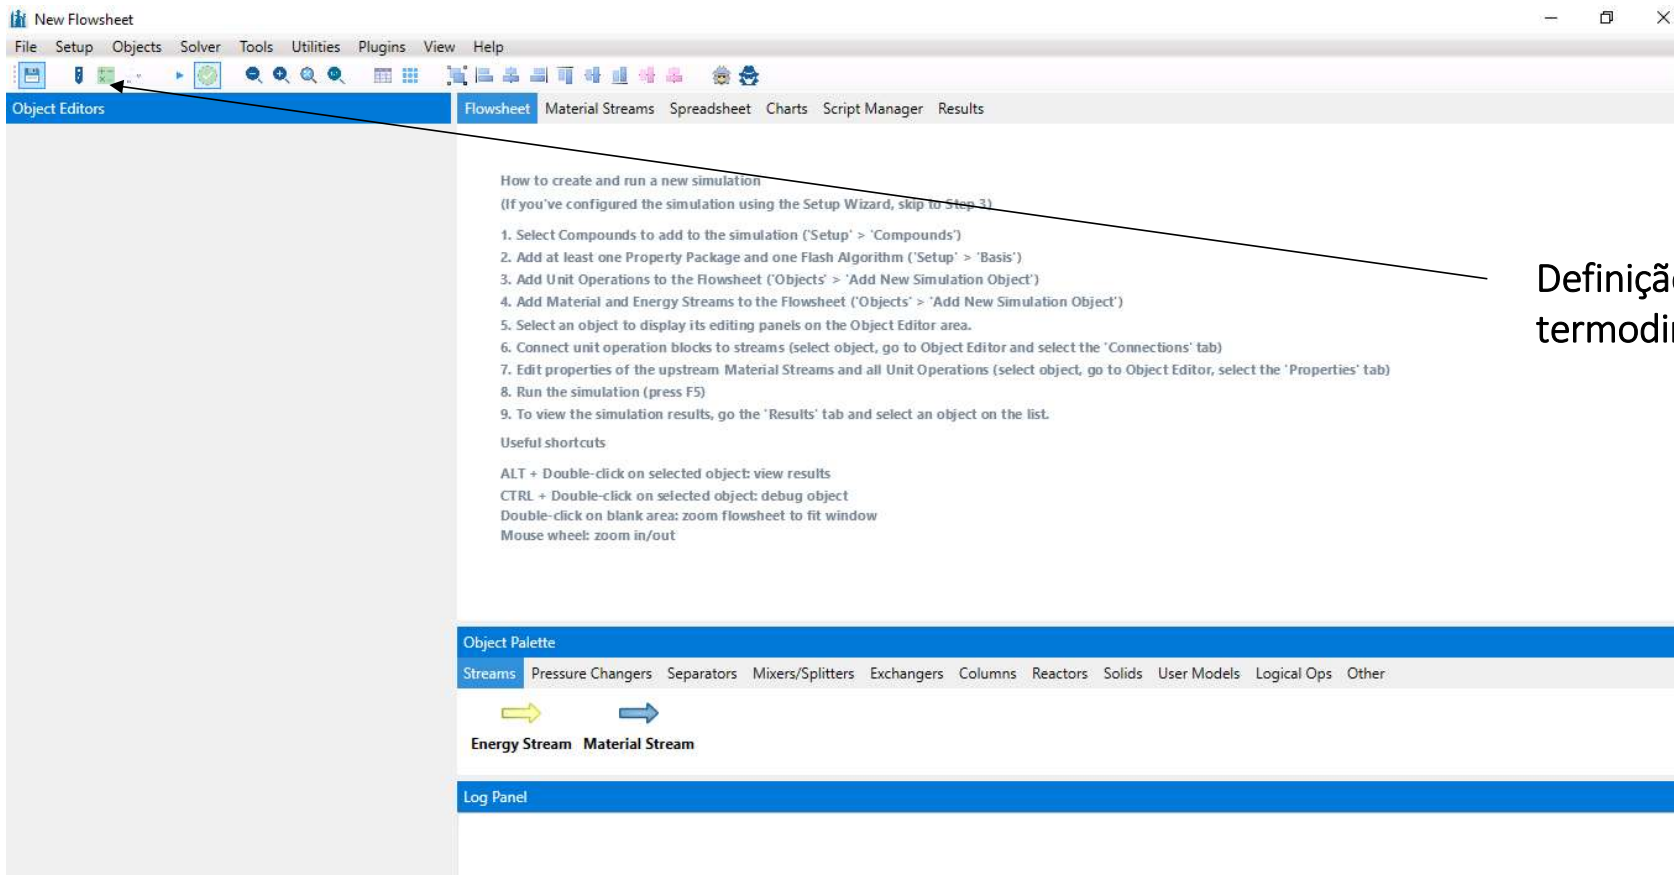 New Flowsheet
File Setup Objects Solver Tools Utilities Plugins View Help
Object Editors
Flowsheet Material Streams Spreadsheet Charts Script Manager Results
How to create and run a new simulation
(If you've configured the simulation using the Setup Wizard, skip to Step 3)
1. Select Compounds to add to the simulation ('Setup' > 'Compounds')
2. Add at least one Property Package and one Flash Algorithm ('Setup' > 'Basis')
3. Add Unit Operations to the Flowsheet ('Objects' > 'Add New Simulation Object')
4. Add Material and Energy Streams to the Flowsheet ('Objects' > 'Add New Simulation Object')
5. Select an object to display its editing panels on the Object Editor area.
6. Connect unit operation blocks to streams (select object, go to Object Editor and select the 'Connections' tab)
7. Edit properties of the upstream Material Streams and all Unit Operations (select object, go to Object Editor, select the 'Properties' tab)
8. Run the simulation (press F5)
9. To view the simulation results, go the 'Results' tab and select an object on the list.
Useful shortcuts
ALT + Double-click on selected object: view results
CTRL + Double-click on selected object: debug object
Double-click on blank area: zoom flowsheet to fit window
Mouse wheel: zoom in/out
Object Palette
Streams Pressure Changers Separators Mixers/Splitters Exchangers Columns Reactors Solids User Models Logical Ops Other
Energy Stream Material Stream
Log Panel